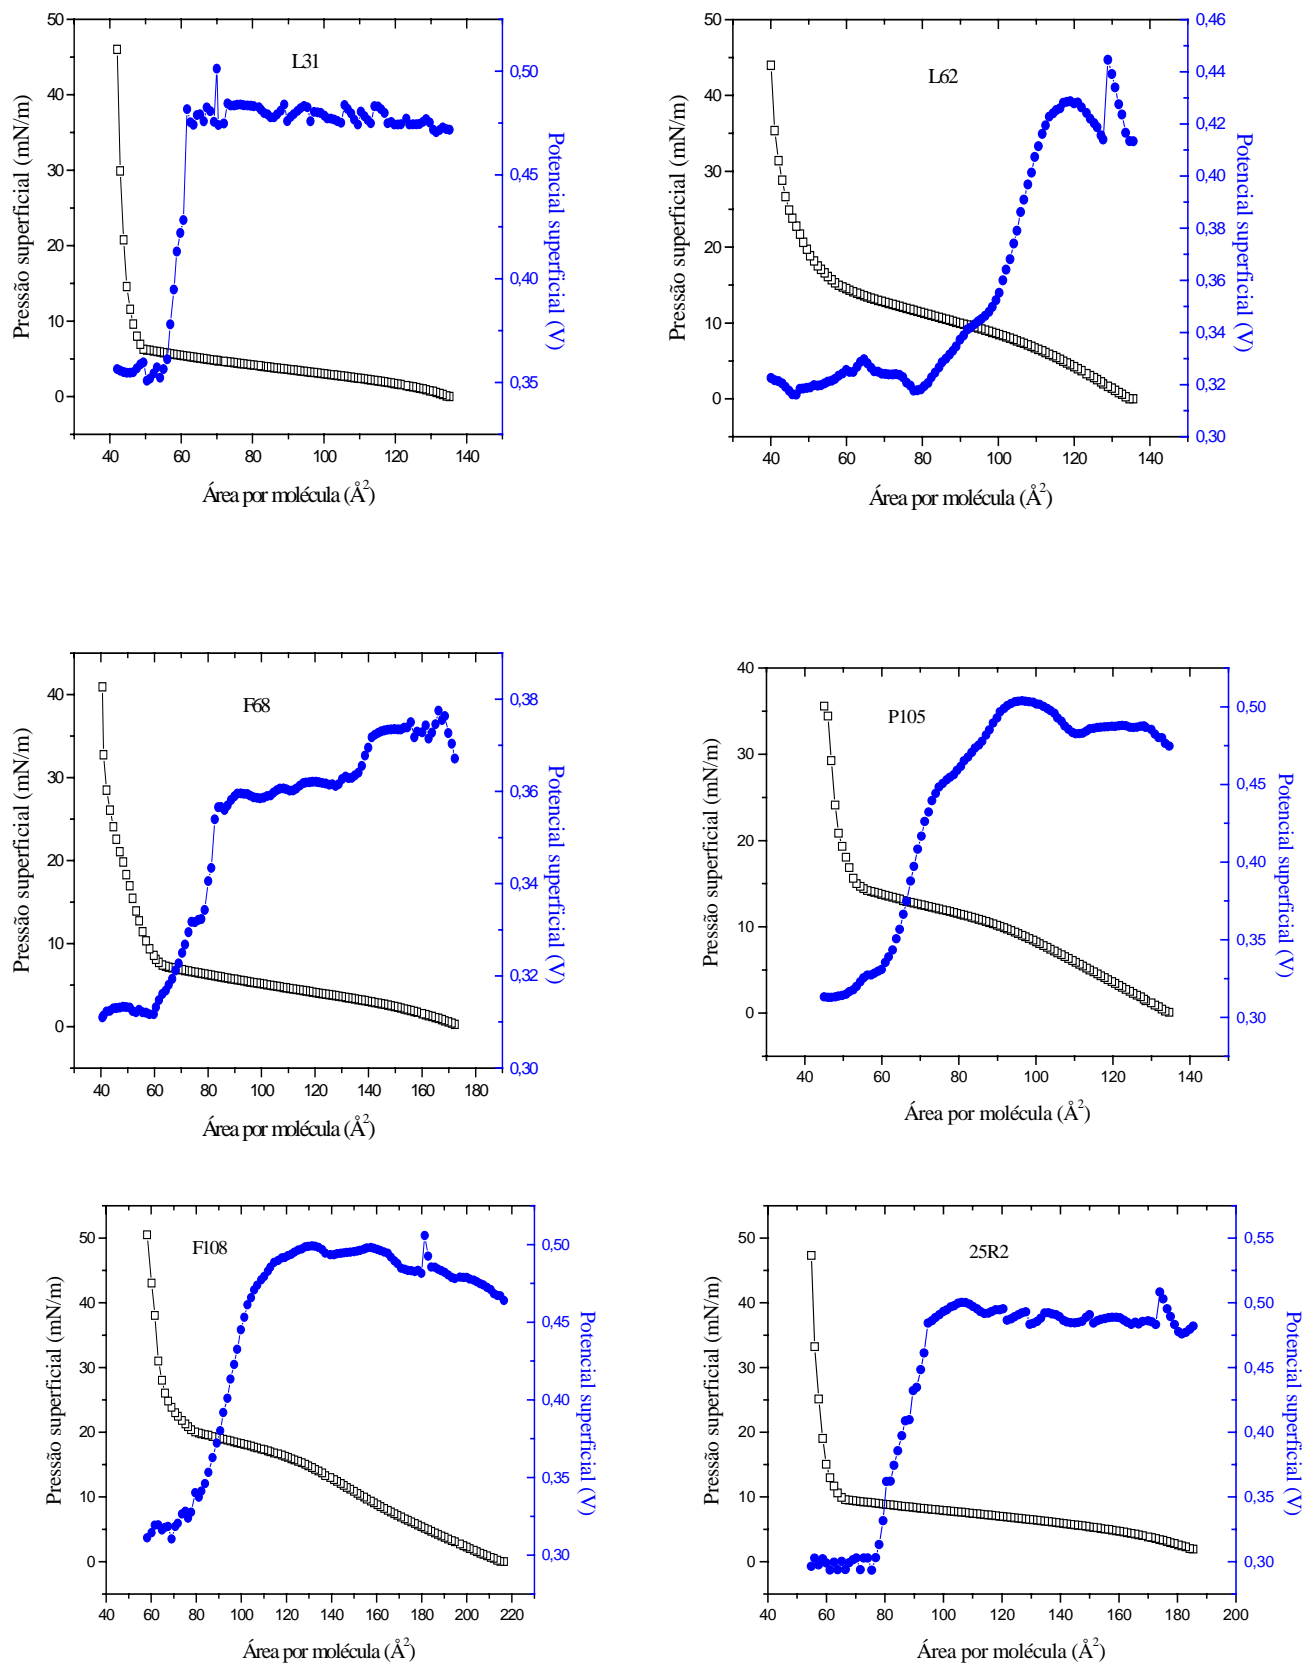 L31
50
40
30
20
10
0
0,50
0,45
0,40
0,35
40 60 80 100 120 140
Pressão superficial (mN/m)
Potencial superficial (V)
Área por molécula (Å²)
L62
50
40
30
20
10
0
0,46
0,44
0,42
0,40
0,38
0,36
0,34
0,32
0,30
40 60 80 100 120 140
Pressão superficial (mN/m)
Potencial superficial (V)
Área por molécula (Å²)
F68
40
30
20
10
0
0,38
0,36
0,34
0,32
0,30
40 60 80 100 120 140 160 180
Pressão superficial (mN/m)
Potencial superficial (V)
Área por molécula (Å²)
P105
40
30
20
10
0
0,50
0,40
0,30
40 60 80 100 120 140
Pressão superficial (mN/m)
Potencial superficial (V)
Área por molécula (Å²)
F108
50
40
30
20
10
0
0,50
0,45
0,40
0,35
0,30
40 60 80 100 120 140 160 180 200 220
Pressão superficial (mN/m)
Potencial superficial (V)
Área por molécula (Å²)
25R2
50
40
30
20
10
0
0,55
0,50
0,45
0,40
0,35
0,30
40 60 80 100 120 140 160 180 200
Pressão superficial (mN/m)
Potencial superficial (V)
Área por molécula (Å²)